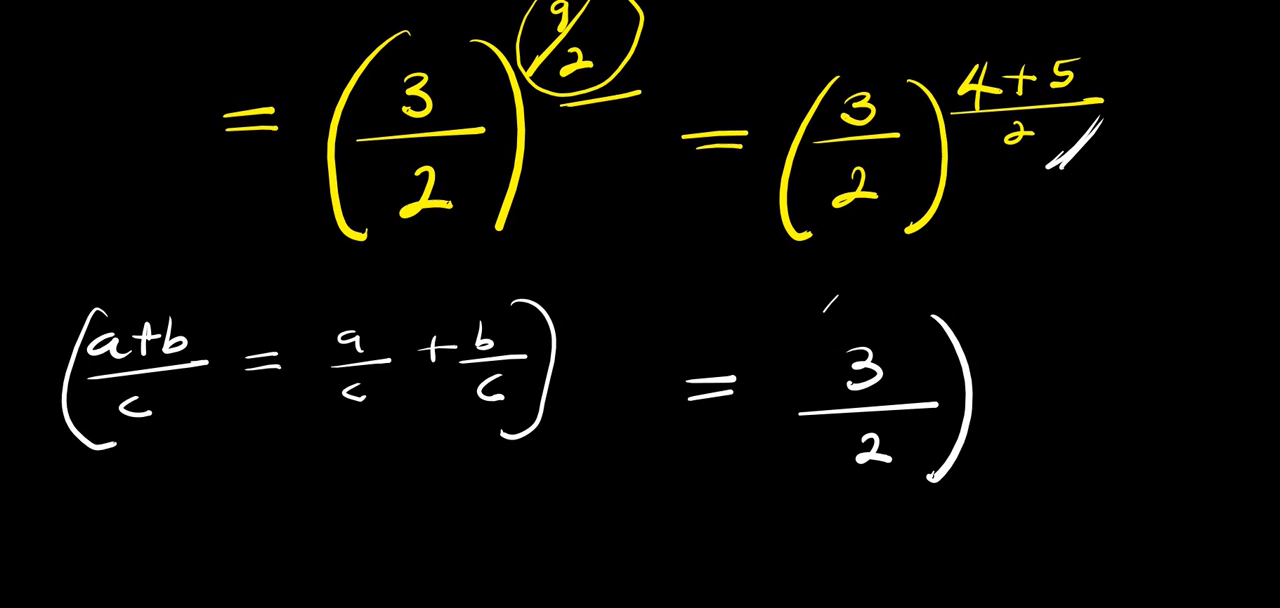 = (3/2)^(9/2) = (3/2)^((4+5)/2)
((a+b)/c = a/c + b/c) = 3/2)